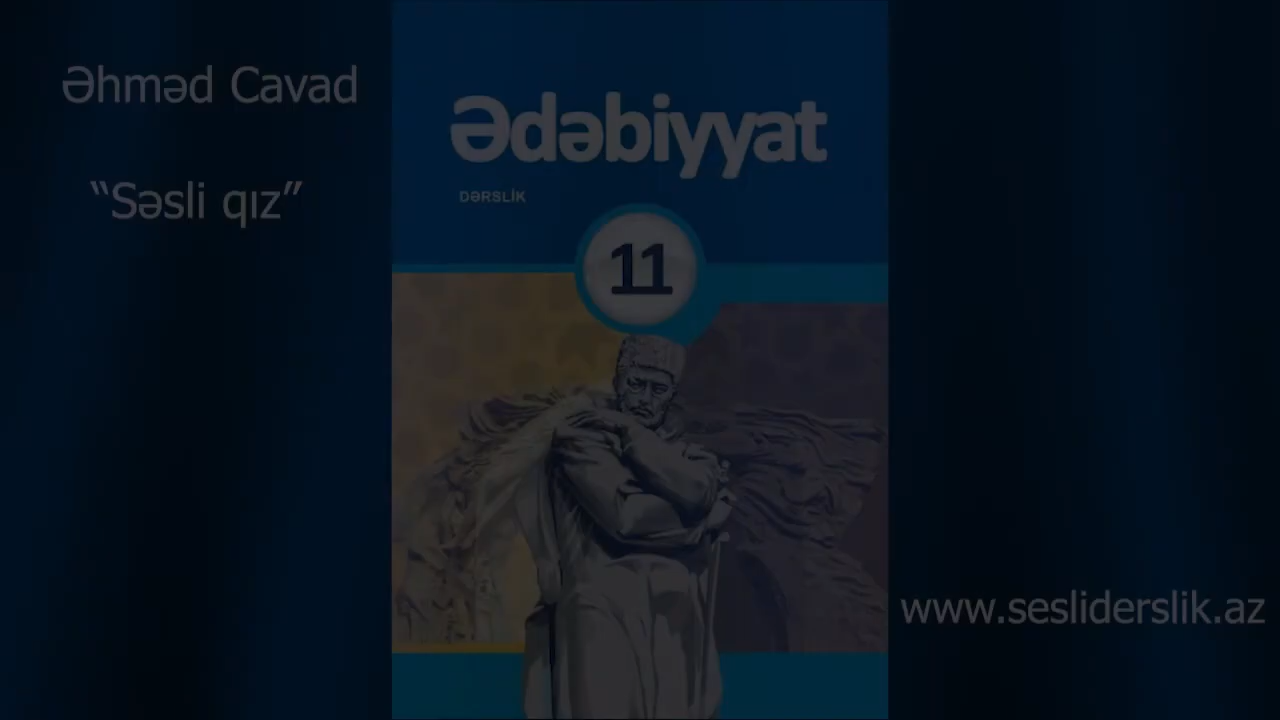 Əhməd Cavad
“Səsli qız”
Ədəbiyyat
DƏRSLİK
11
www.sesliderslik.az